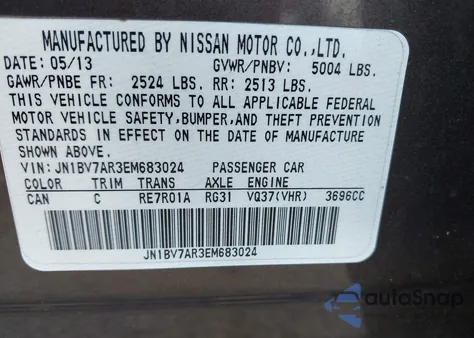 MANUFACTURED BY NISSAN MOTOR CO.,LTD.
DATE: 05/13 GVWR/PNBV: 5004 LBS.
GAWR/PNBE FR: 2524 LBS. RR: 2513 LBS.
THIS VEHICLE CONFORMS TO ALL APPLICABLE FEDERAL
MOTOR VEHICLE SAFETY,BUMPER,AND THEFT PREVENTION
STANDARDS IN EFFECT ON THE DATE OF MANUFACTURE
SHOWN ABOVE.
VIN: JN1BV7AR3EM683024 PASSENGER CAR
COLOR TRIM TRANS AXLE ENGINE
CAN C RE7R01A RG31 VQ37(VHR) 3696CC
JN1BV7AR3EM683024
autoSnap